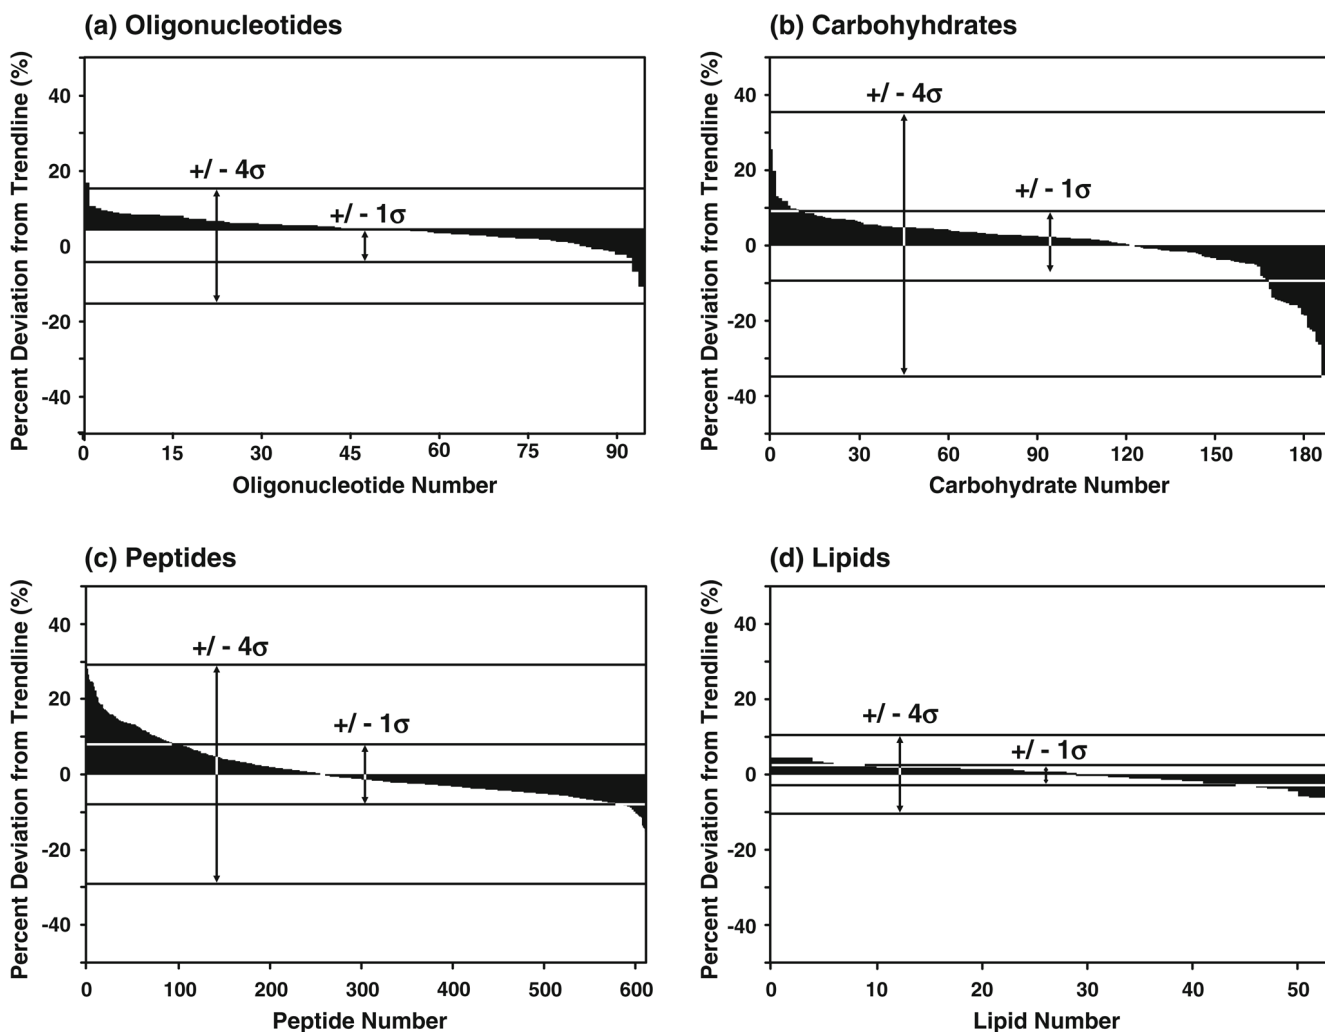 (a) Oligonucleotides
Percent Deviation from Trendline (%)
40
20
0
-20
-40
+/ - 4σ
+/ - 1σ
0 15 30 45 60 75 90
Oligonucleotide Number
(b) Carbohyhdrates
Percent Deviation from Trendline (%)
40
20
0
-20
-40
+/ - 4σ
+/ - 1σ
0 30 60 90 120 150 180
Carbohydrate Number
(c) Peptides
Percent Deviation from Trendline (%)
40
20
0
-20
-40
+/ - 4σ
+/ - 1σ
0 100 200 300 400 500 600
Peptide Number
(d) Lipids
Percent Deviation from Trendline (%)
40
20
0
-20
-40
+/ - 4σ
+/ - 1σ
0 10 20 30 40 50
Lipid Number